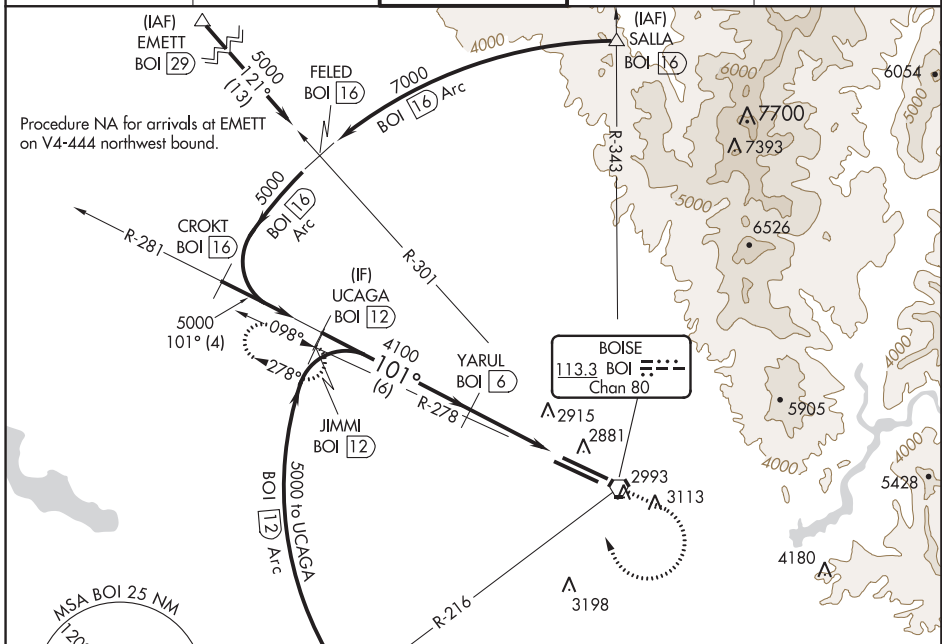 (IAF)
EMETT
BOI 29
5000
121°
(13)
Procedure NA for arrivals at EMETT
on V4-444 northwest bound.
FELED
BOI 16
7000
BOI 16 Arc
(IAF)
SALLA
BOI 16
R-343
4000
6000
5000
7700
7393
6526
6054
5000
5000
BOI 16
Arc
R-281
CROKT
BOI 16
5000
101° (4)
R-301
(IF)
UCAGA
BOI 12
098°
278°
4100
101°
(6)
R-278
YARUL
BOI 6
JIMMI
BOI 12
BOISE
113.3 BOI
Chan 80
2915
2881
2993
3113
3198
5905
4000
4000
4000
5428
4180
5000 to UCAGA
BOI 12 Arc
R-216
MSA BOI 25 NM